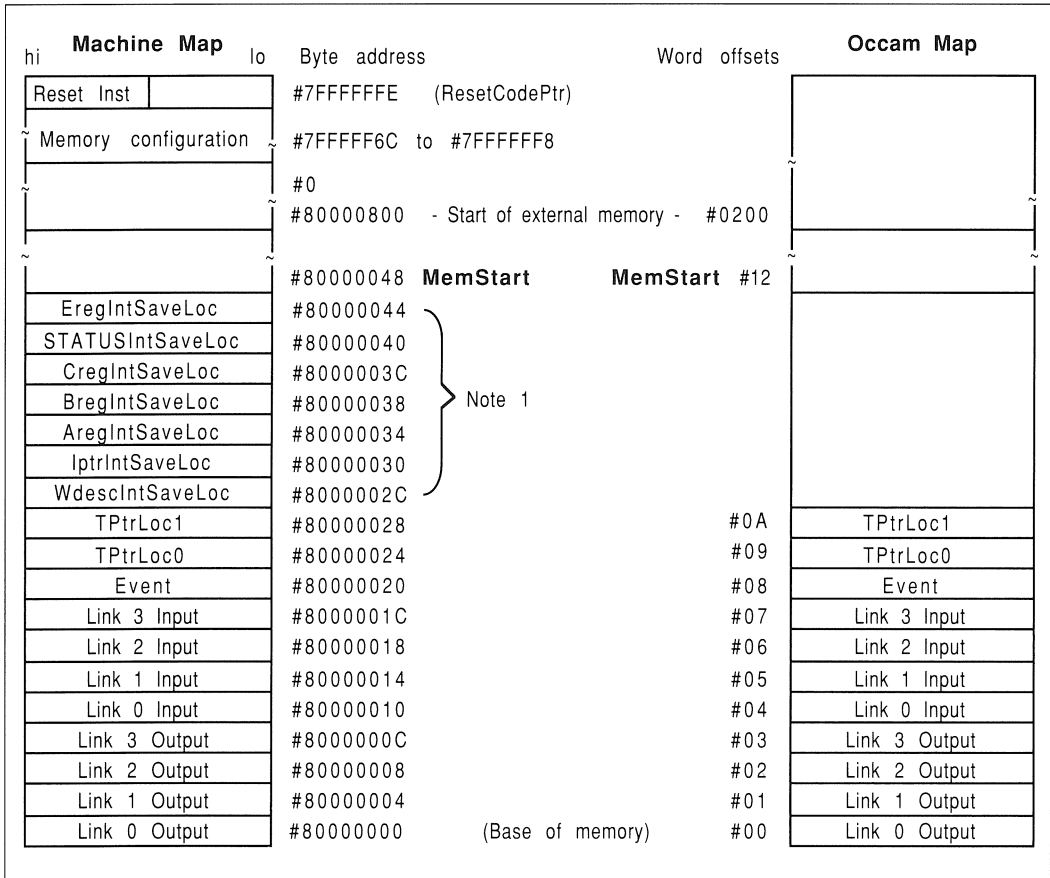 Machine Map
Occam Map
hi lo Byte address Word offsets
Reset Inst #7FFFFFFE (ResetCodePtr)
Memory configuration #7FFFFF6C to #7FFFFFF8
#0
#80000800 - Start of external memory - #0200
#80000048 MemStart MemStart #12
EregIntSaveLoc #80000044
STATUSIntSaveLoc #80000040
CregIntSaveLoc #8000003C
BregIntSaveLoc #80000038 Note 1
AregIntSaveLoc #80000034
IptrIntSaveLoc #80000030
WdescIntSaveLoc #8000002C
TPtrLoc1 #80000028 #0A TPtrLoc1
TPtrLoc0 #80000024 #09 TPtrLoc0
Event #80000020 #08 Event
Link 3 Input #8000001C #07 Link 3 Input
Link 2 Input #80000018 #06 Link 2 Input
Link 1 Input #80000014 #05 Link 1 Input
Link 0 Input #80000010 #04 Link 0 Input
Link 3 Output #8000000C #03 Link 3 Output
Link 2 Output #80000008 #02 Link 2 Output
Link 1 Output #80000004 #01 Link 1 Output
Link 0 Output #80000000 (Base of memory) #00 Link 0 Output